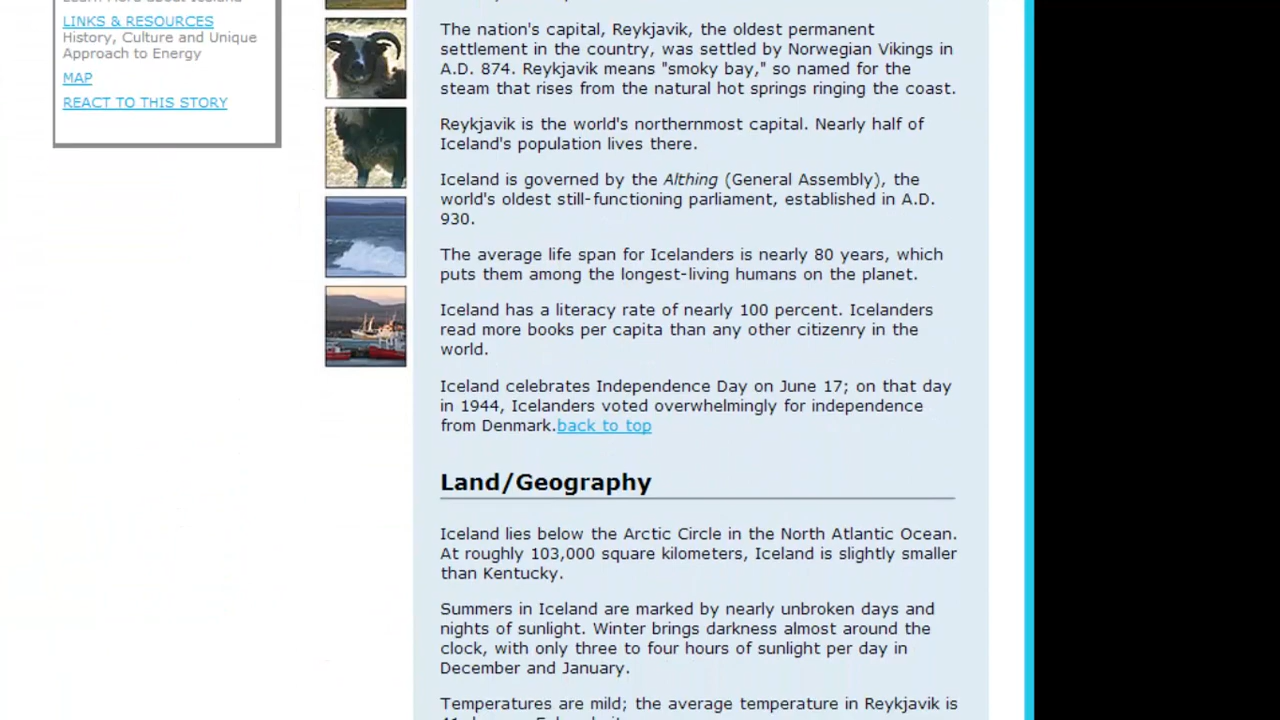 LINKS & RESOURCES
History, Culture and Unique
Approach to Energy
MAP
REACT TO THIS STORY
The nation's capital, Reykjavik, the oldest permanent
settlement in the country, was settled by Norwegian Vikings in
A.D. 874. Reykjavik means "smoky bay," so named for the
steam that rises from the natural hot springs ringing the coast.
Reykjavik is the world's northernmost capital. Nearly half of
Iceland's population lives there.
Iceland is governed by the Althing (General Assembly), the
world's oldest still-functioning parliament, established in A.D.
930.
The average life span for Icelanders is nearly 80 years, which
puts them among the longest-living humans on the planet.
Iceland has a literacy rate of nearly 100 percent. Icelanders
read more books per capita than any other citizenry in the
world.
Iceland celebrates Independence Day on June 17; on that day
in 1944, Icelanders voted overwhelmingly for independence
from Denmark.back to top
Land/Geography
Iceland lies below the Arctic Circle in the North Atlantic Ocean.
At roughly 103,000 square kilometers, Iceland is slightly smaller
than Kentucky.
Summers in Iceland are marked by nearly unbroken days and
nights of sunlight. Winter brings darkness almost around the
clock, with only three to four hours of sunlight per day in
December and January.
Temperatures are mild; the average temperature in Reykjavik is